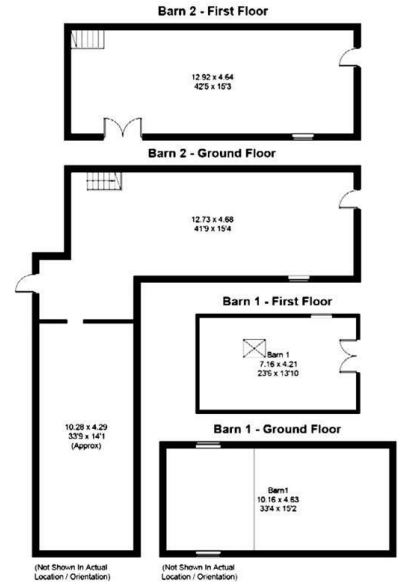 Barn 2 - First Floor
12.92 x 4.64
42'5 x 15'3
Barn 2 - Ground Floor
12.73 x 4.68
41'9 x 15'4
Barn 1 - First Floor
Barn 1
7.16 x 4.21
23'6 x 13'10
Barn 1 - Ground Floor
10.28 x 4.29
33'9 x 14'1
(Approx)
Barn1
10.16 x 4.63
33'4 x 15'2
(Not Shown In Actual
Location / Orientation)
(Not Shown In Actual
Location / Orientation)